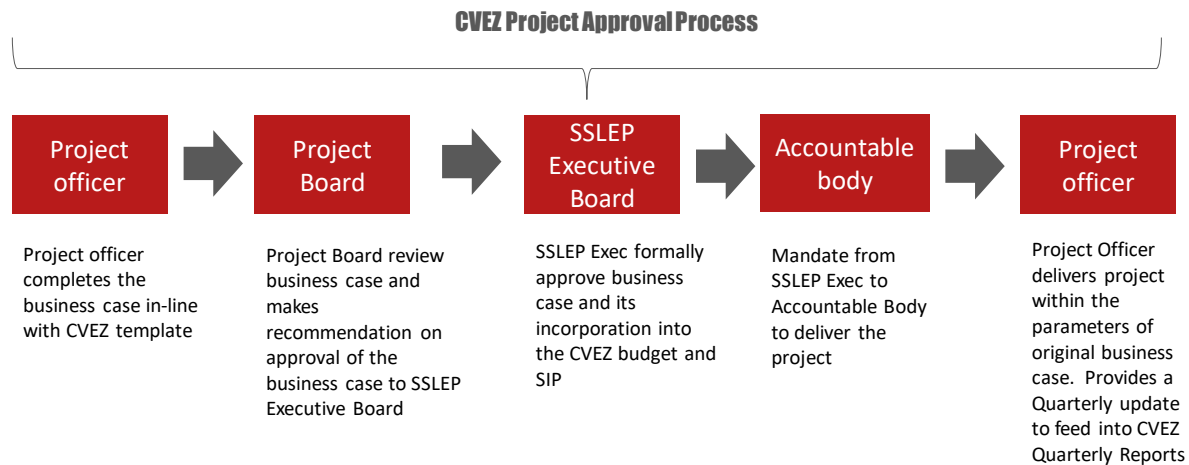 CVEZ Project Approval Process
Project
officer
Project
Board
SSLEP
Executive
Board
Accountable
body
Project
officer
Project officer
completes the
business case in-line
with CVEZ template
Project Board review
business case and
makes
recommendation on
approval of the
business case to SSLEP
Executive Board
SSLEP Exec formally
approve business
case and its
incorporation into
the CVEZ budget and
SIP
Mandate from
SSLEP Exec to
Accountable Body
to deliver the
project
Project Officer
delivers project
within the
parameters of
original business
case. Provides a
Quarterly update
to feed into CVEZ
Quarterly Reports